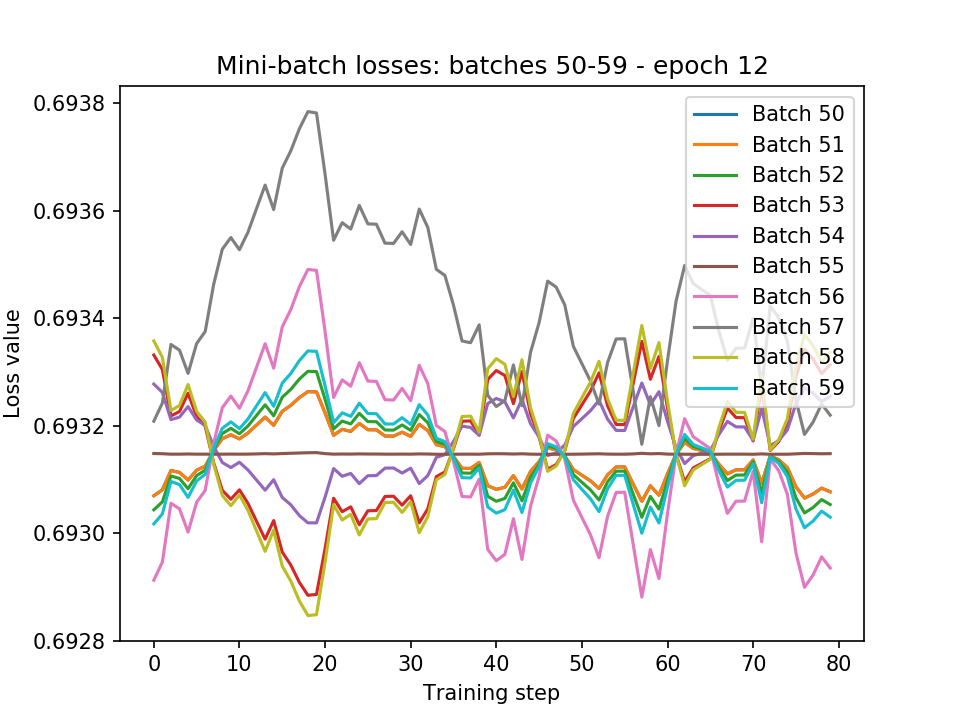 Mini-batch losses: batches 50-59 - epoch 12
0.6938
0.6936
0.6934
0.6932
0.6930
0.6928
Loss value
0
10
20
30
40
50
60
70
80
Training step
Batch 50
Batch 51
Batch 52
Batch 53
Batch 54
Batch 55
Batch 56
Batch 57
Batch 58
Batch 59